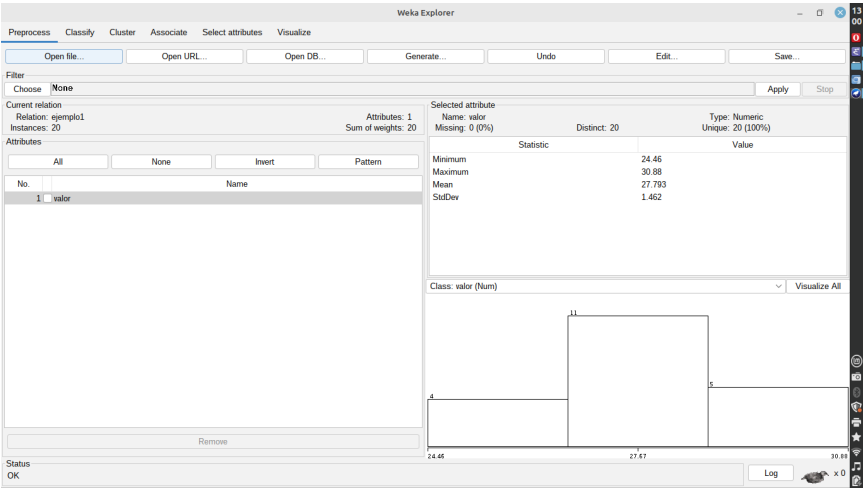 Weka Explorer
Preprocess Classify Cluster Associate Select attributes Visualize
Open file... Open URL... Open DB... Generate... Undo Edit... Save...
Filter
Choose None Apply Stop
Current relation
Relation: ejemplo1 Attributes: 1
Instances: 20 Sum of weights: 20
Attributes
All None Invert Pattern
No. Name
1 valor
Remove
Selected attribute
Name: valor Type: Numeric
Missing: 0 (0%) Distinct: 20 Unique: 20 (100%)
Statistic Value
Minimum 24.46
Maximum 30.88
Mean 27.793
StdDev 1.462
Class: valor (Num) Visualize All
11
5
4
24.46 27.67 30.88
Status
OK
Log x 0
13
00